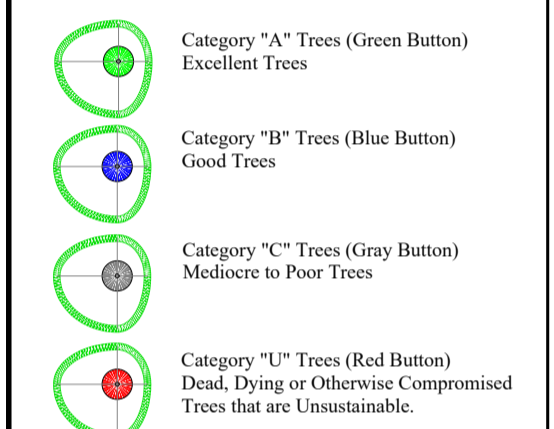 Category "A" Trees (Green Button)
Excellent Trees
Category "B" Trees (Blue Button)
Good Trees
Category "C" Trees (Gray Button)
Mediocre to Poor Trees
Category "U" Trees (Red Button)
Dead, Dying or Otherwise Compromised
Trees that are Unsustainable.